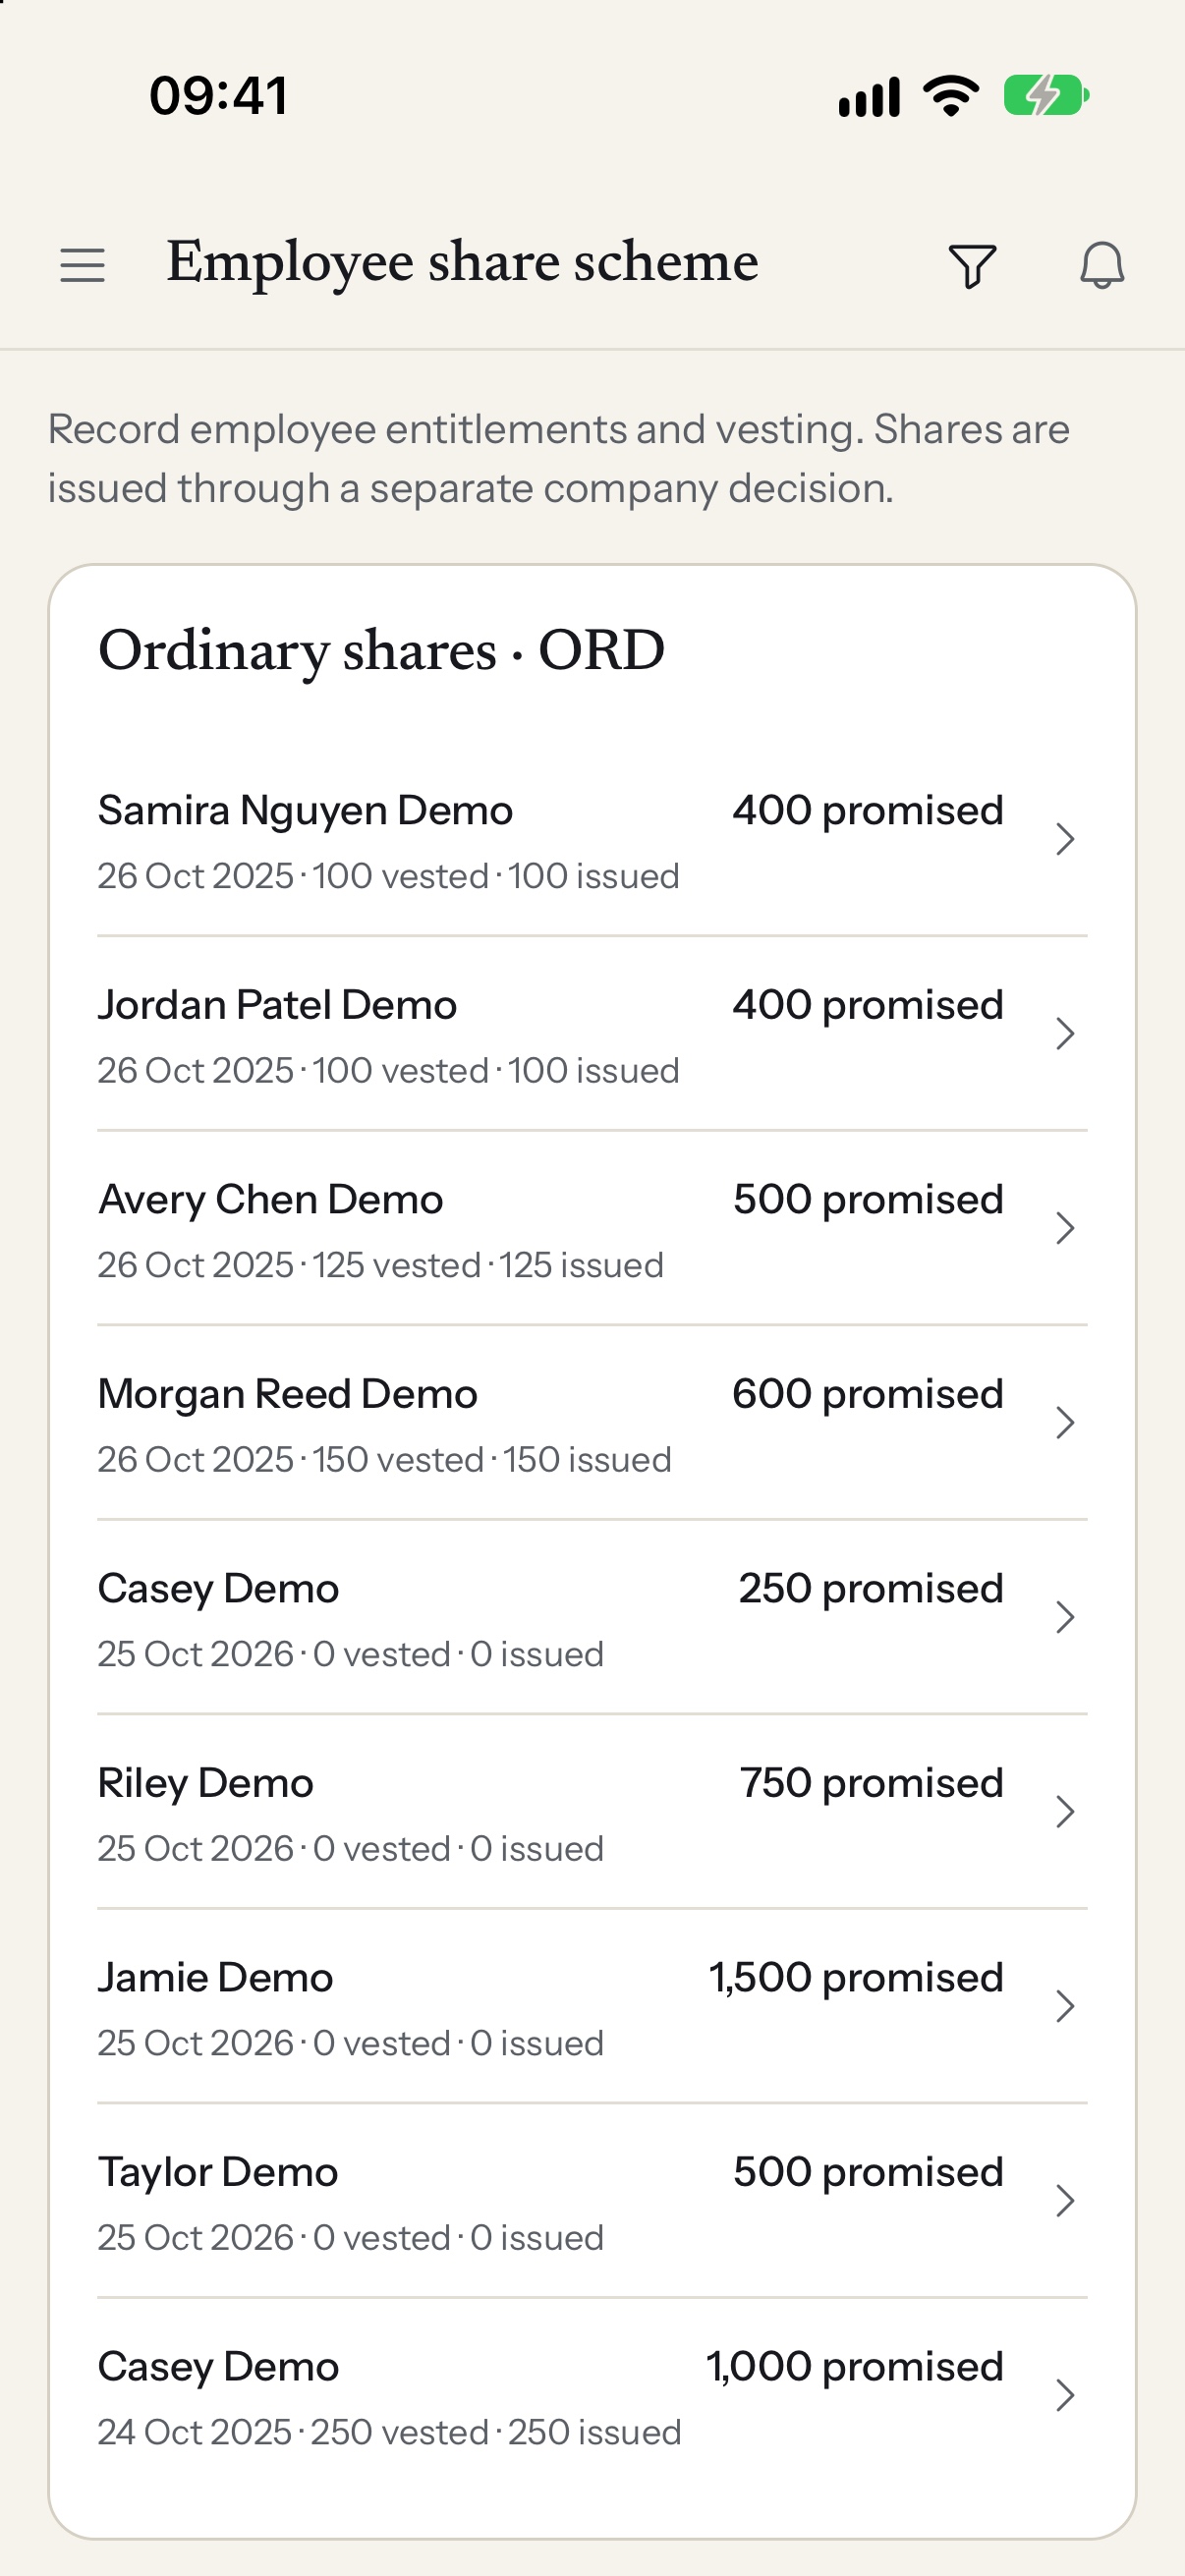 09:41
Employee share scheme
Record employee entitlements and vesting. Shares are
issued through a separate company decision.
Ordinary shares · ORD
Samira Nguyen Demo 400 promised
26 Oct 2025 · 100 vested · 100 issued
Jordan Patel Demo 400 promised
26 Oct 2025 · 100 vested · 100 issued
Avery Chen Demo 500 promised
26 Oct 2025 · 125 vested · 125 issued
Morgan Reed Demo 600 promised
26 Oct 2025 · 150 vested · 150 issued
Casey Demo 250 promised
25 Oct 2026 · 0 vested · 0 issued
Riley Demo 750 promised
25 Oct 2026 · 0 vested · 0 issued
Jamie Demo 1,500 promised
25 Oct 2026 · 0 vested · 0 issued
Taylor Demo 500 promised
25 Oct 2026 · 0 vested · 0 issued
Casey Demo 1,000 promised
24 Oct 2025 · 250 vested · 250 issued